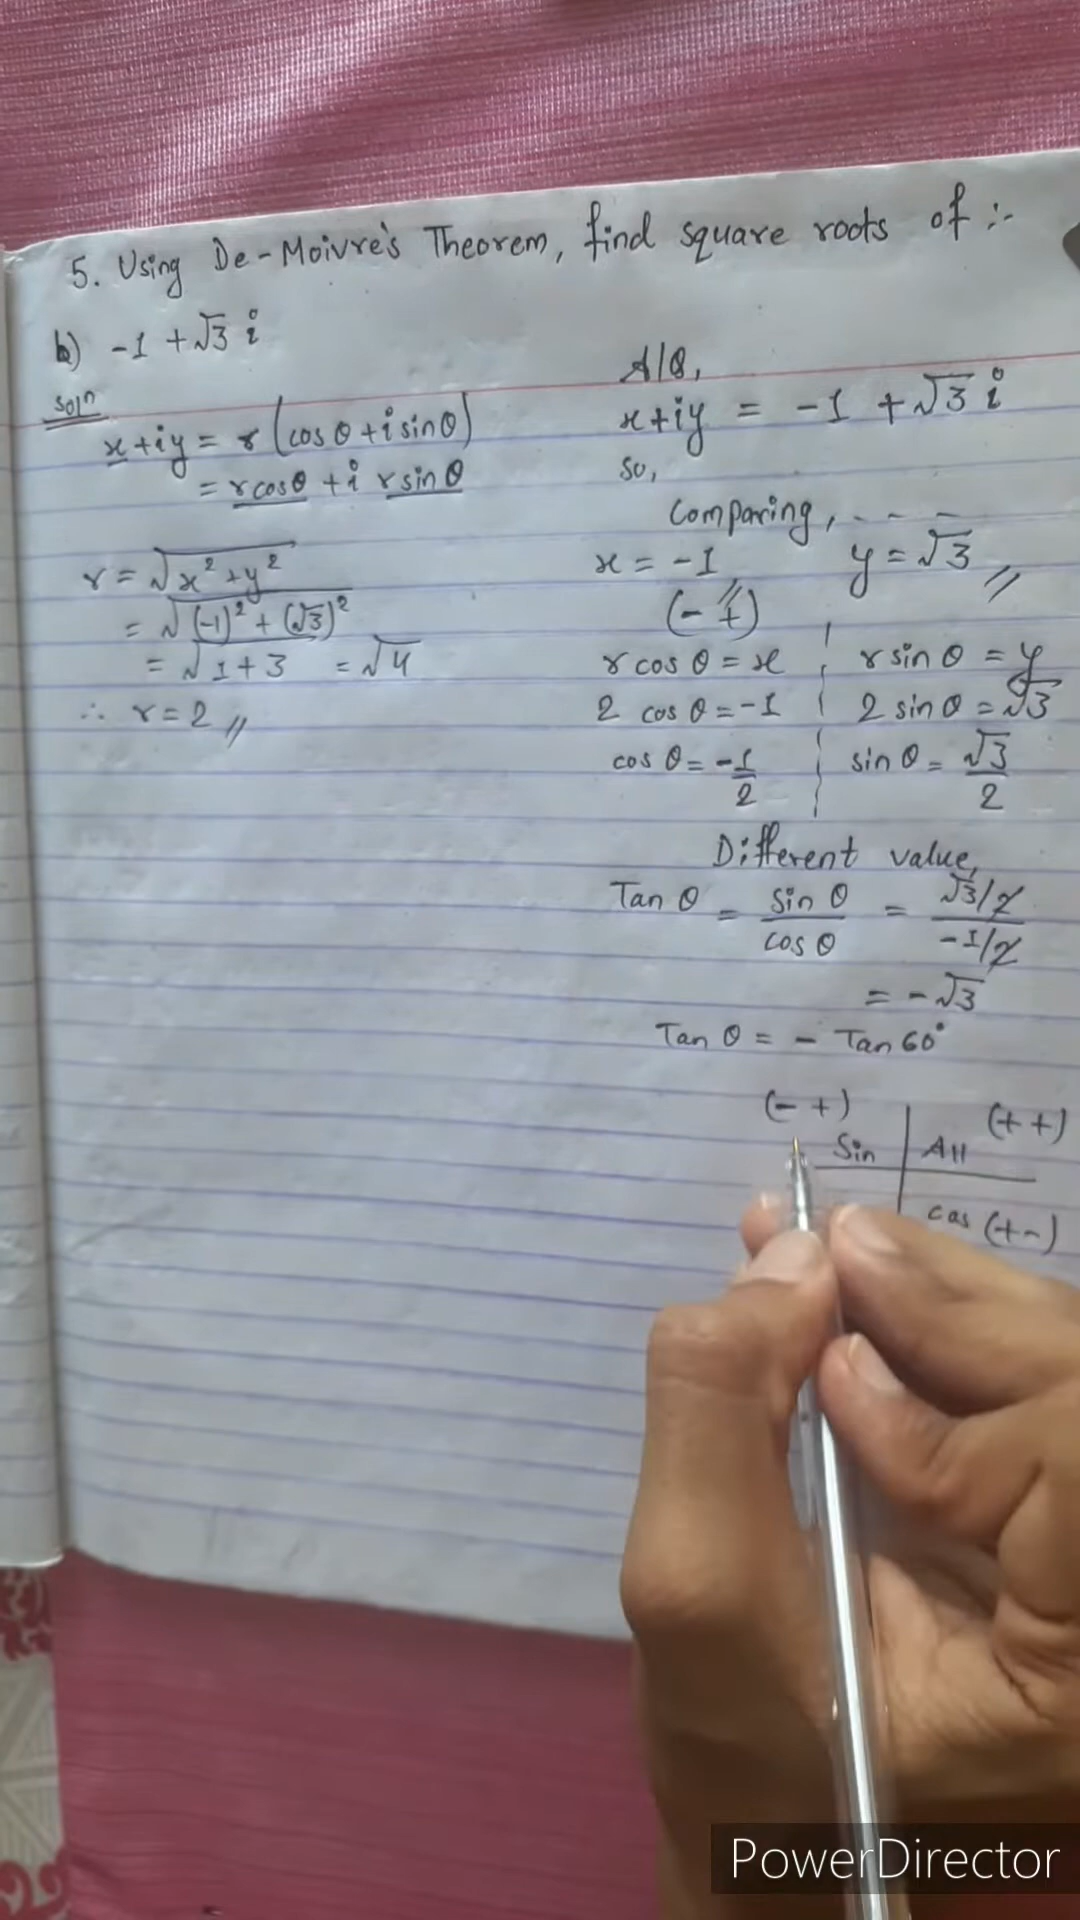 5. Using De-Moivre's Theorem, find square roots of :-
b) -1 + √3 i
Soln
x+iy = r (cos θ + i sin θ)
= r cos θ + i r sin θ
r = √x² + y²
= √(-1)² + (√3)²
= √1+3 = √4
∴ r = 2 //
A/Q,
x+iy = -1 + √3 i
so,
Comparing, - - -
x = -1 // y = √3 //
(- +)
r cos θ = x r sin θ = y
2 cos θ = -1 2 sin θ = √3
cos θ = -1/2 sin θ = √3/2
Different value,
Tan θ = sin θ/cos θ = √3/2 / -1/2
= -√3
Tan θ = - Tan 60°
(- +) (+ +)
Sin All
cos (+ -)
PowerDirector